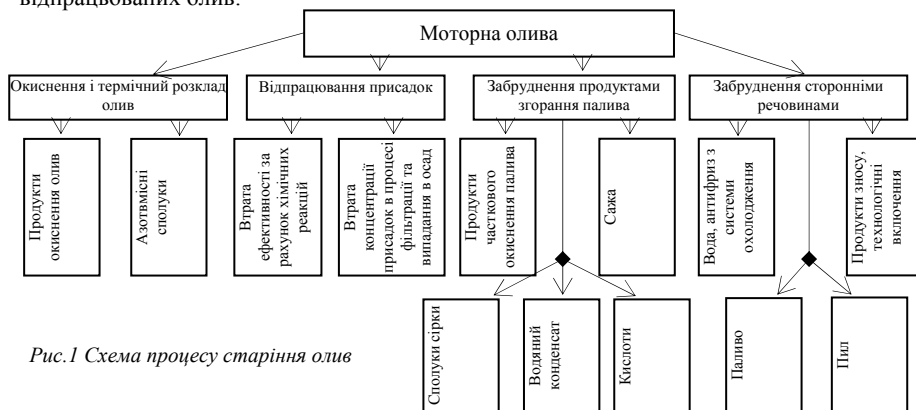 відпрацьованих олив.
Моторна олива
Окиснення і термічний розклад
олив
Відпрацювання присадок
Забруднення продуктами
згорання палива
Забруднення сторонніми
речовинами
Продукти
окиснення олив
Азотвмісні
сполуки
Втрата
ефективності за
рахунок хімічних
реакцій
Втрата
концентрації
присадок в процесі
фільтрації та
випадання в осад
Продукти
часткового
окиснення палива
Сажа
Вода, антифриз з
системи
охолодження
Продукти зносу,
технологічні
включення
Сполуки сірки
Водяний
конденсат
Кислоти
Паливо
Пил
Рис.1 Схема процесу старіння олив